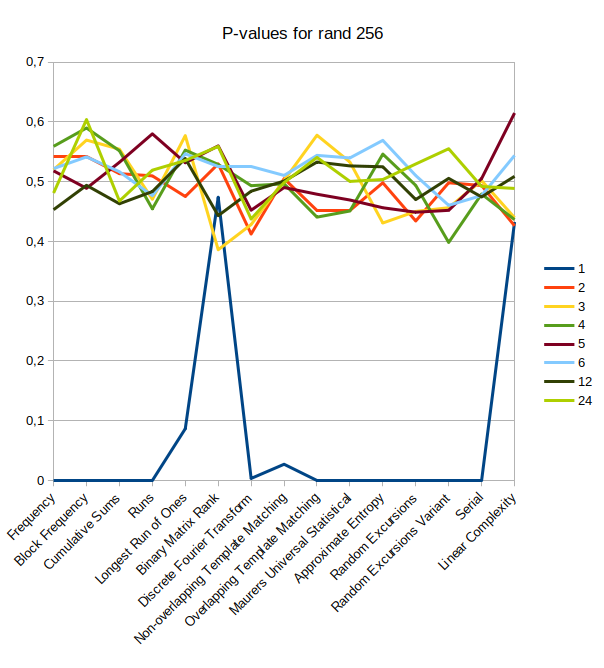 P-values for rand 256
0,7
0,6
0,5
0,4
0,3
0,2
0,1
0
1
2
3
4
5
6
12
24
Frequency
Block Frequency
Cumulative Sums
Runs
Longest Run of Ones
Binary Matrix Rank
Discrete Fourier Transform
Non-overlapping Template Matching
Overlapping Template Matching
Maurers Universal Statistical
Approximate Entropy
Random Excursions
Random Excursions Variant
Serial
Linear Complexity